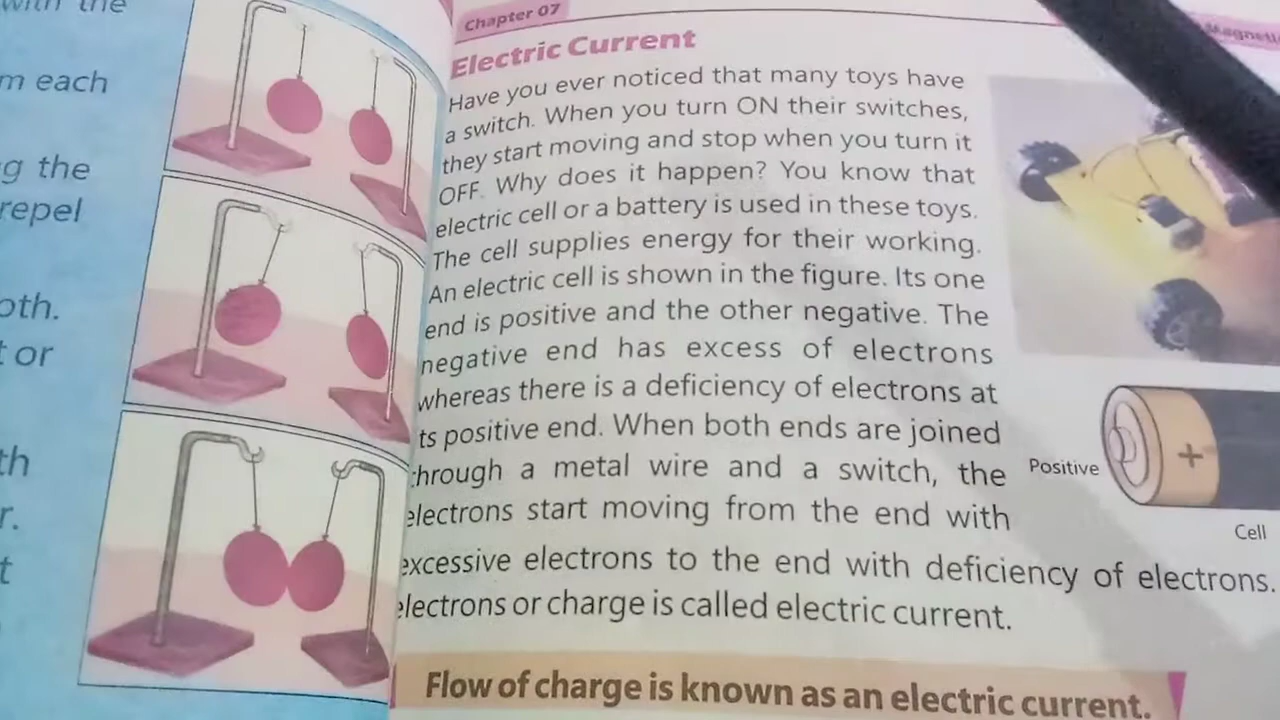 with the
m each
g the
repel
oth.
t or
th
r.
t
Chapter 07
Magneti
Electric Current
Have you ever noticed that many toys have
a switch. When you turn ON their switches,
they start moving and stop when you turn it
OFF. Why does it happen? You know that
electric cell or a battery is used in these toys.
The cell supplies energy for their working.
An electric cell is shown in the figure. Its one
end is positive and the other negative. The
negative end has excess of electrons
whereas there is a deficiency of electrons at
ts positive end. When both ends are joined
through a metal wire and a switch, the
electrons start moving from the end with
excessive electrons to the end with deficiency of electrons.
electrons or charge is called electric current.
Flow of charge is known as an electric current.
Positive
+
Cell